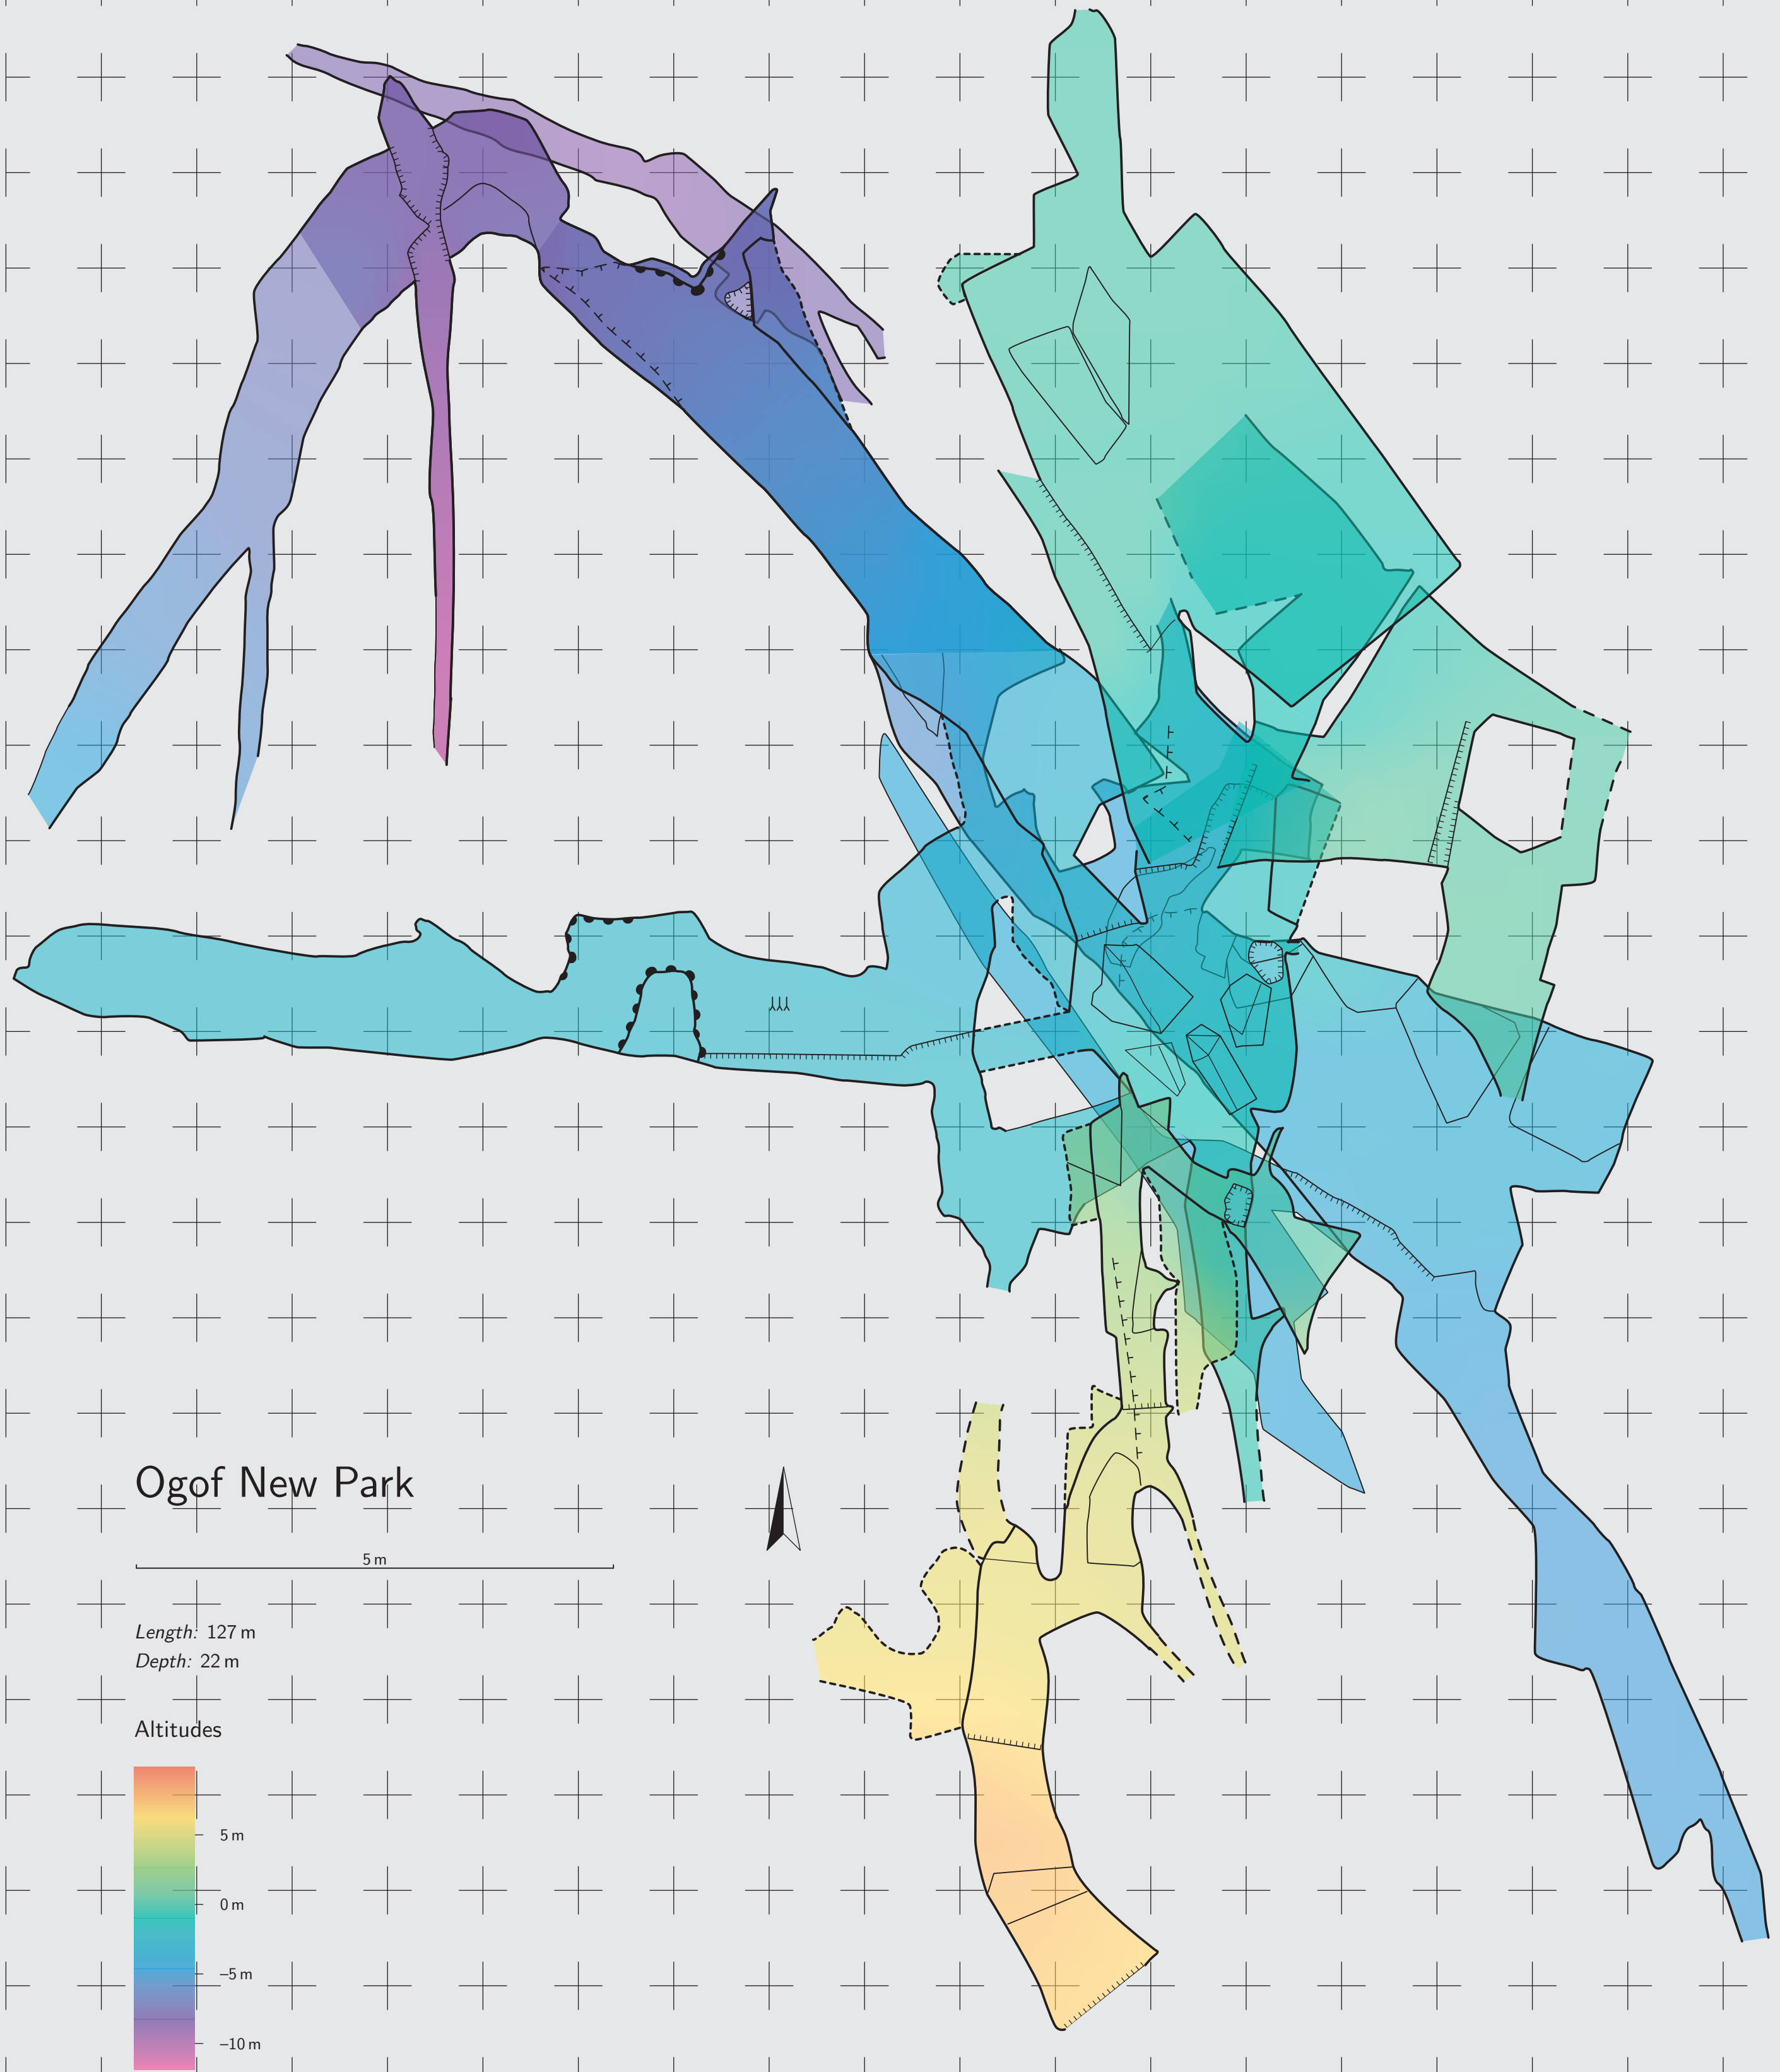 Ogof New Park
5 m
Length: 127 m
Depth: 22 m
Altitudes
5 m
0 m
–5 m
–10 m